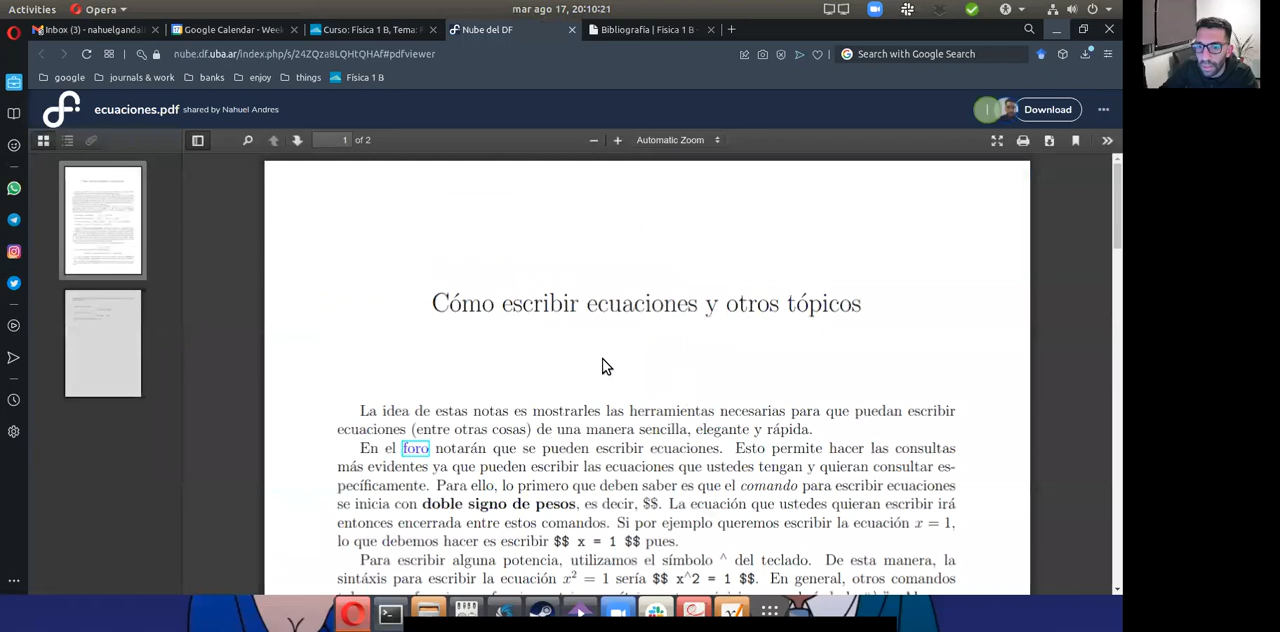 Activities
Opera
mar ago 17, 20:10:21
Inbox (3) - nahuelgandal
Google Calendar - Week
Curso: Física 1 B, Tema: F
Nube del DF
Bibliografía | Física 1 B -
nube.df.uba.ar/index.php/s/24ZQza8LQHtQHAf#pdfviewer
Search with Google Search
google
journals & work
banks
enjoy
things
Física 1 B
ecuaciones.pdf shared by Nahuel Andres
I
Download
1 of 2
Automatic Zoom
Cómo escribir ecuaciones y otros tópicos
La idea de estas notas es mostrarles las herramientas necesarias para que puedan escribir
ecuaciones (entre otras cosas) de una manera sencilla, elegante y rápida.
En el foro notarán que se pueden escribir ecuaciones. Esto permite hacer las consultas
más evidentes ya que pueden escribir las ecuaciones que ustedes tengan y quieran consultar es-
pecíficamente. Para ello, lo primero que deben saber es que el comando para escribir ecuaciones
se inicia con doble signo de pesos, es decir, $$. La ecuación que ustedes quieran escribir irá
entonces encerrada entre estos comandos. Si por ejemplo queremos escribir la ecuación x = 1,
lo que debemos hacer es escribir $$ x = 1 $$ pues.
Para escribir alguna potencia, utilizamos el símbolo ^ del teclado. De esta manera, la
sintáxis para escribir la ecuación x² = 1 sería $$ x^2 = 1 $$. En general, otros comandos